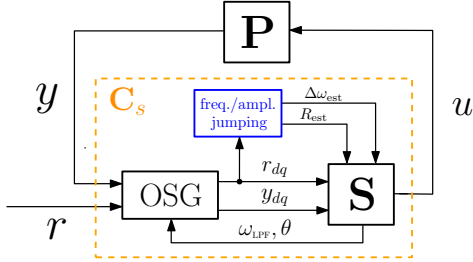 P
y
C_s
u
freq./ampl.
jumping
Δω_est
R_est
r_dq
OSG
y_dq
S
r
ω_LPF, θ